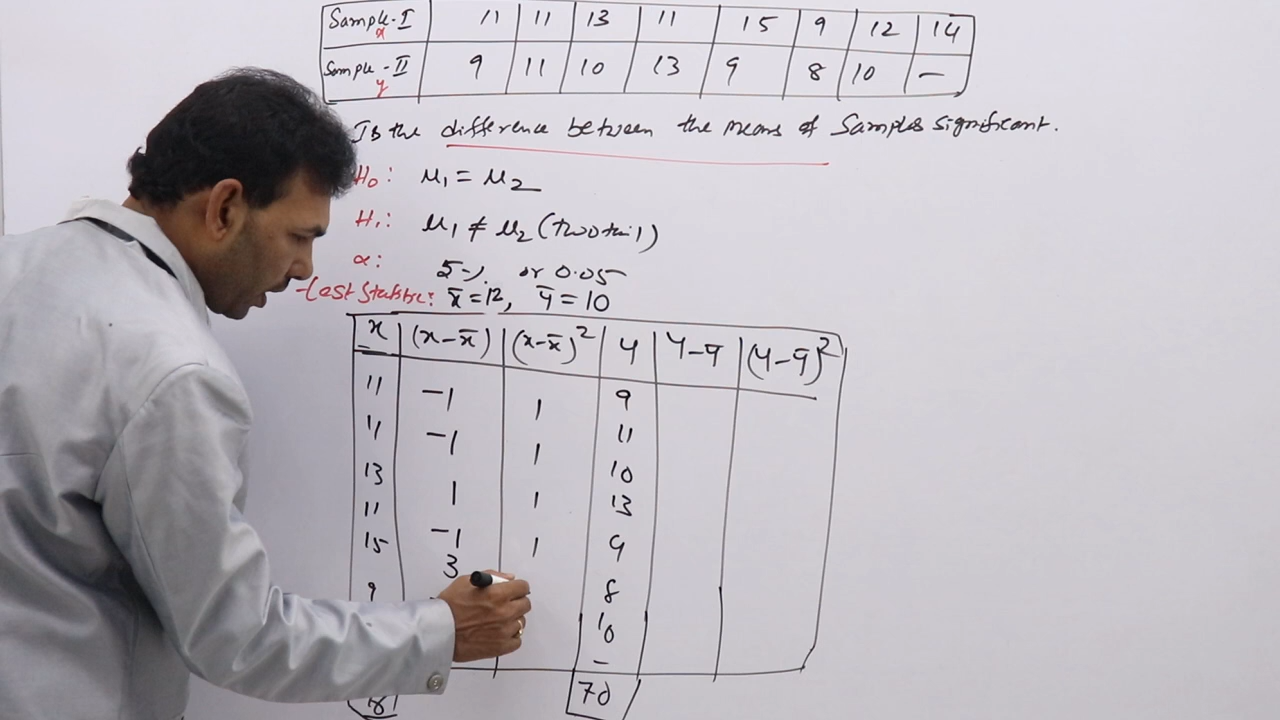 Sample-I 11 11 13 11 15 9 12 14
x
Sample-II 9 11 10 13 9 8 10 —
y
Is the difference between the means of Samples significant.
H₀: μ₁ = μ₂
H₁: μ₁ ≠ μ₂ (two tail)
α: 5-/. or 0.05
Test Statistic: x̄ = 12, ȳ = 10
x (x-x̄) (x-x̄)² y y-ȳ (y-ȳ)²
11 -1 1 9
11 -1 1 11
13 1 1 10
11 -1 1 13
15 3 9
9 8
10
—
70